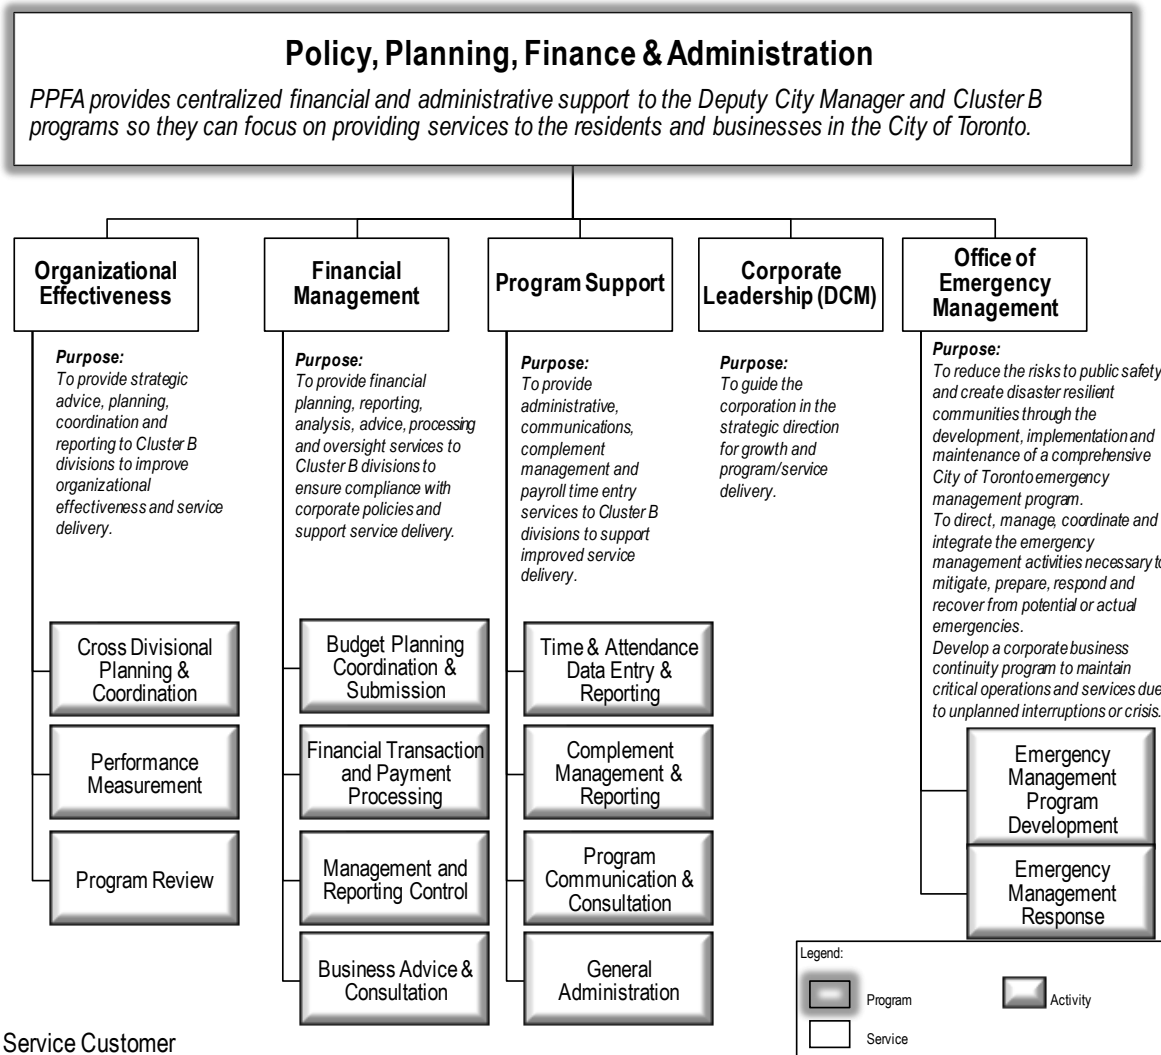 Policy, Planning, Finance & Administration
PPFA provides centralized financial and administrative support to the Deputy City Manager and Cluster B
programs so they can focus on providing services to the residents and businesses in the City of Toronto.
Organizational
Effectiveness
Purpose:
To provide strategic
advice, planning,
coordination and
reporting to Cluster B
divisions to improve
organizational
effectiveness and service
delivery.
Cross Divisional
Planning &
Coordination
Performance
Measurement
Program Review
Financial
Management
Purpose:
To provide financial
planning, reporting,
analysis, advice, processing
and oversight services to
Cluster B divisions to
ensure compliance with
corporate policies and
support service delivery.
Budget Planning
Coordination &
Submission
Financial Transaction
and Payment
Processing
Management and
Reporting Control
Business Advice &
Consultation
Program Support
Purpose:
To provide
administrative,
communications,
complement
management and
payroll time entry
services to Cluster B
divisions to support
improved service
delivery.
Time & Attendance
Data Entry &
Reporting
Complement
Management &
Reporting
Program
Communication &
Consultation
General
Administration
Corporate
Leadership (DCM)
Purpose:
To guide the
corporation in the
strategic direction
for growth and
program/service
delivery.
Office of
Emergency
Management
Purpose:
To reduce the risks to public safety
and create disaster resilient
communities through the
development, implementation and
maintenance of a comprehensive
City of Toronto emergency
management program.
To direct, manage, coordinate and
integrate the emergency
management activities necessary to
mitigate, prepare, respond and
recover from potential or actual
emergencies.
Develop a corporate business
continuity program to maintain
critical operations and services due
to unplanned interruptions or crisis.
Emergency
Management
Program
Development
Emergency
Management
Response
Legend:
Program
Activity
Service
Service Customer